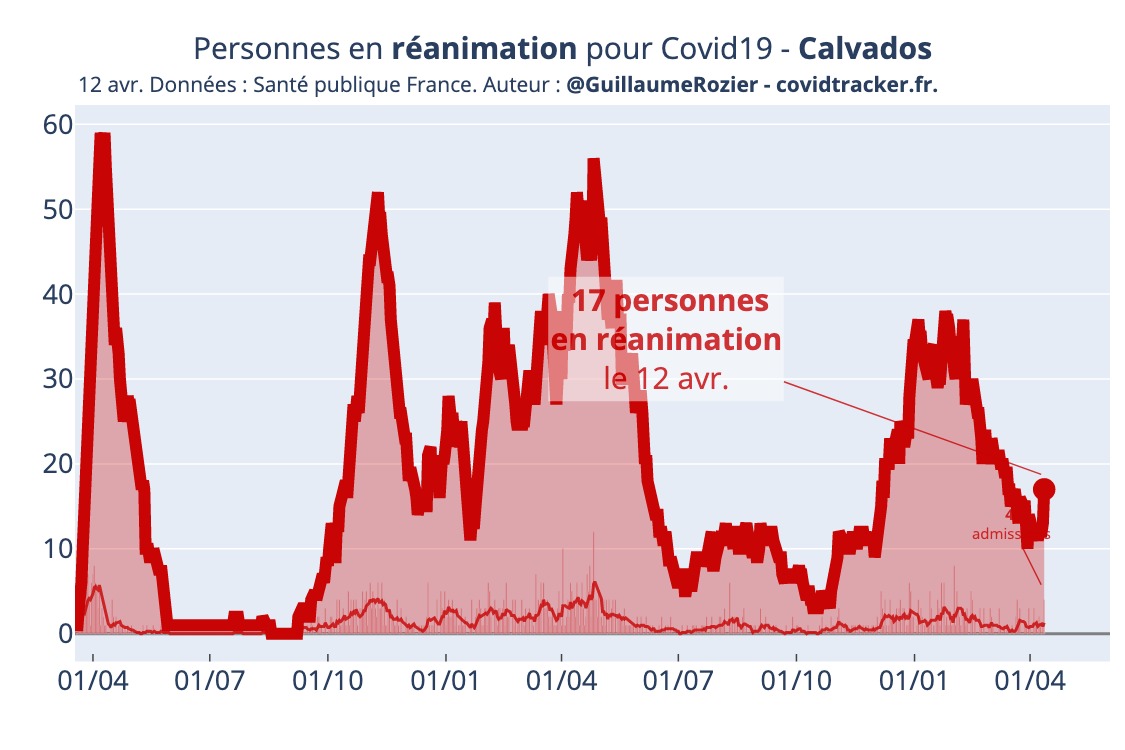 Personnes en réanimation pour Covid19 - Calvados
12 avr. Données : Santé publique France. Auteur : @GuillaumeRozier - covidtracker.fr.
60
50
40
30
20
10
0
17 personnes
en réanimation
le 12 avr.
4
01/04 01/07 01/10 01/01 01/04 01/07 01/10 01/01 01/04